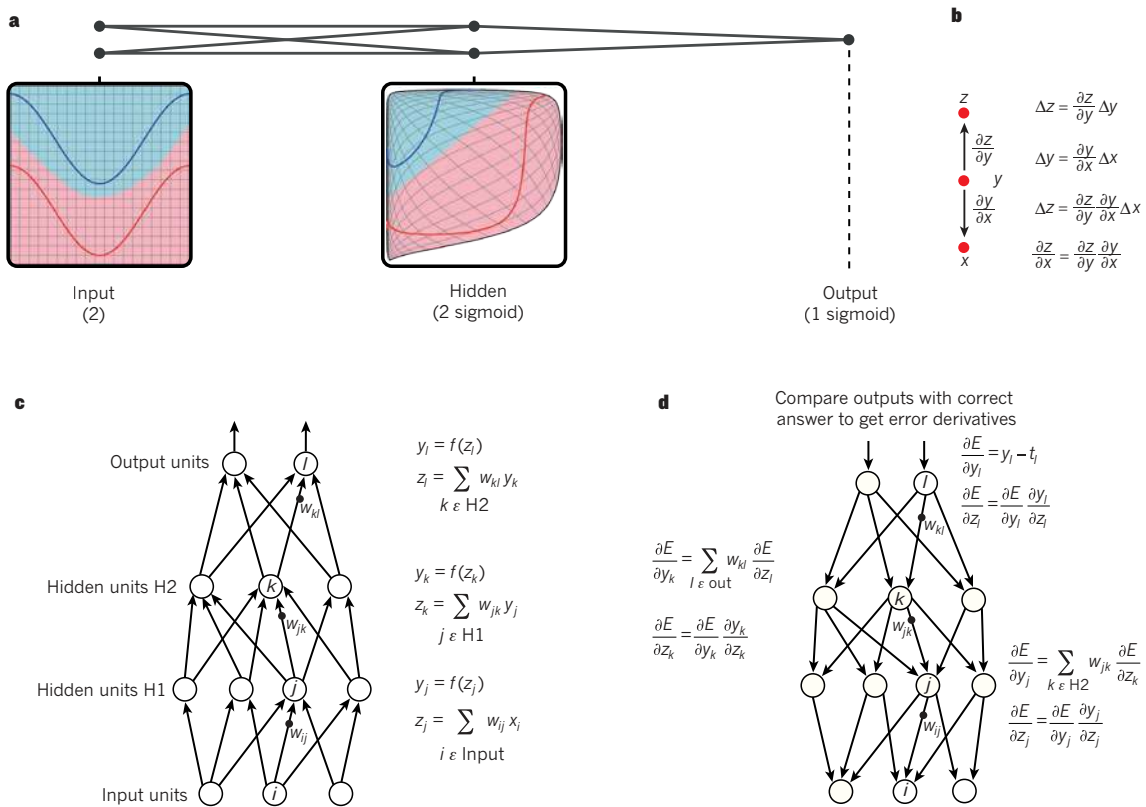 a
Input
(2)
Hidden
(2 sigmoid)
Output
(1 sigmoid)
b
z
∂z/∂y
y
∂y/∂x
x
Δz = ∂z/∂y Δy
Δy = ∂y/∂x Δx
Δz = ∂z/∂y ∂y/∂x Δx
∂z/∂x = ∂z/∂y ∂y/∂x
c
Output units
l
w_kl
y_l = f(z_l)
z_l = ∑ w_kl y_k
k ε H2
Hidden units H2
k
w_jk
y_k = f(z_k)
z_k = ∑ w_jk y_j
j ε H1
Hidden units H1
j
w_ij
y_j = f(z_j)
z_j = ∑ w_ij x_i
i ε Input
Input units
i
d
Compare outputs with correct
answer to get error derivatives
l
w_kl
∂E/∂y_l = y_l − t_l
∂E/∂z_l = ∂E/∂y_l ∂y_l/∂z_l
∂E/∂y_k = ∑ w_kl ∂E/∂z_l
l ε out
∂E/∂z_k = ∂E/∂y_k ∂y_k/∂z_k
k
w_jk
j
w_ij
∂E/∂y_j = ∑ w_jk ∂E/∂z_k
k ε H2
∂E/∂z_j = ∂E/∂y_j ∂y_j/∂z_j
i